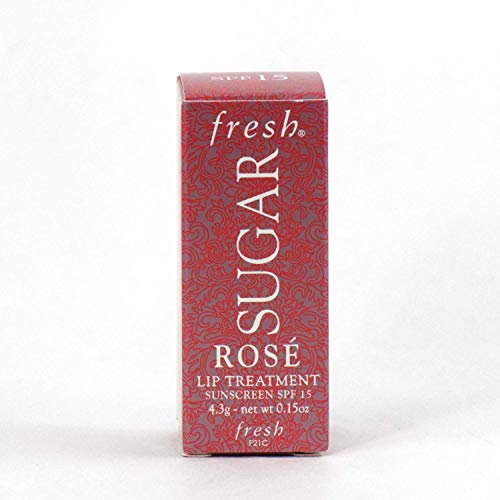 SPF 15
fresh®
SUGAR
ROSÉ
LIP TREATMENT
SUNSCREEN SPF 15
4.3g - net wt 0.15oz
fresh
F21C